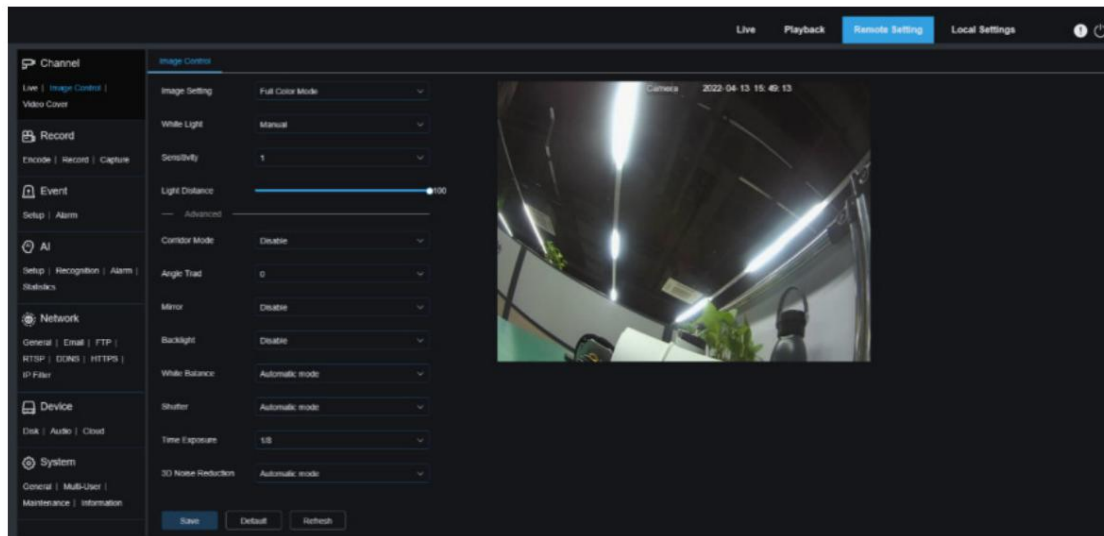 Live Playback Remote Setting Local Settings
Channel
Live | Image Control |
Video Cover
Record
Encode | Record | Capture
Event
Setup | Alarm
AI
Setup | Recognition | Alarm |
Statistics
Network
General | Email | FTP |
RTSP | DDNS | HTTPS |
IP Filter
Device
Disk | Audio | Cloud
System
General | Multi-User |
Maintenance | Information
Image Control
Image Setting Full Color Mode
White Light Manual
Sensitivity 1
Light Distance 100
Advanced
Corridor Mode Disable
Angle Trad 0
Mirror Disable
Backlight Disable
White Balance Automatic mode
Shutter Automatic mode
Time Exposure 1/8
3D Noise Reduction Automatic mode
Save Default Refresh
Camera 2022-04-13 15:49:13